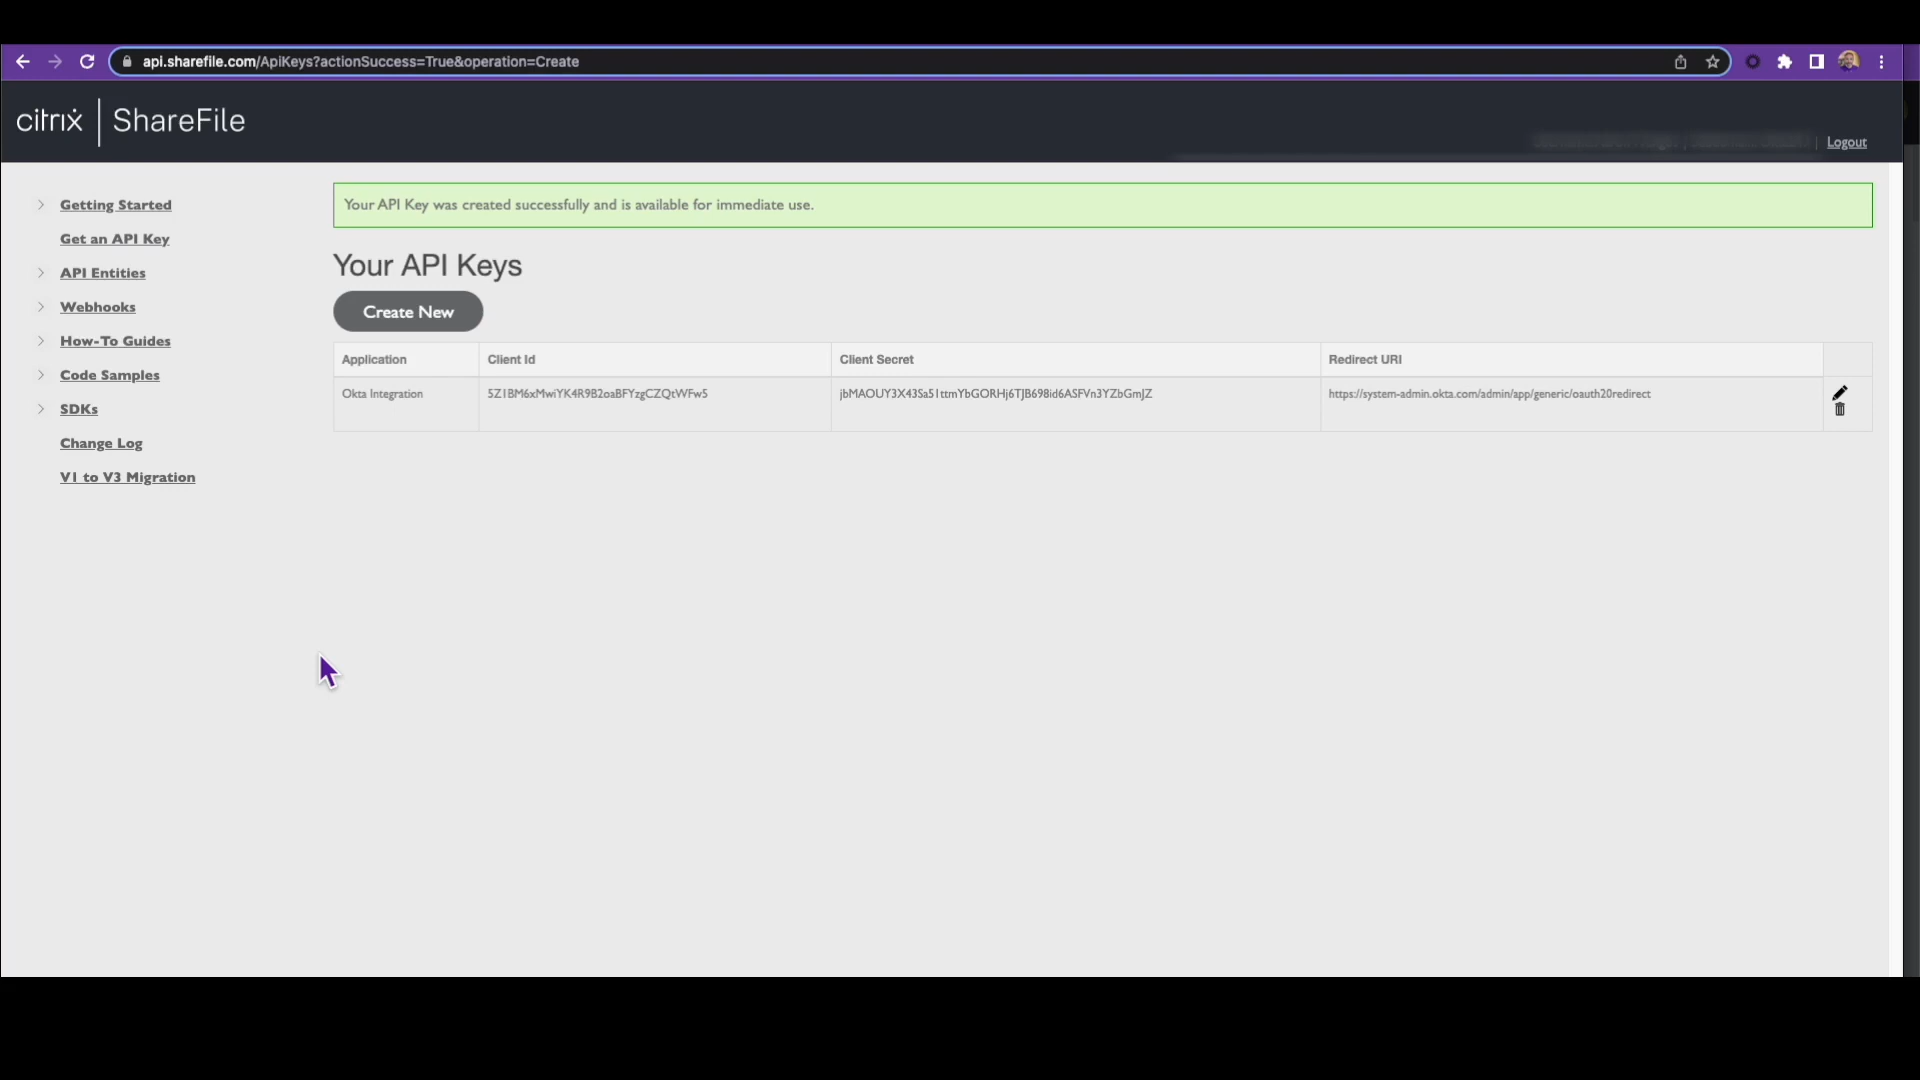 api.sharefile.com/ApiKeys?actionSuccess=True&operation=Create
citrix | ShareFile
Logout
Getting Started
Get an API Key
API Entities
Webhooks
How-To Guides
Code Samples
SDKs
Change Log
V1 to V3 Migration
Your API Key was created successfully and is available for immediate use.
Your API Keys
Create New
Application Client Id Client Secret Redirect URI
Okta Integration 5Z1BM6xMwiYK4R9B2oaBFYzgCZQtWFw5 jbMAOUY3X43Sa51ttmYbGORHj6TJB698id6ASFVn3YZbGmJZ https://system-admin.okta.com/admin/app/generic/oauth20redirect